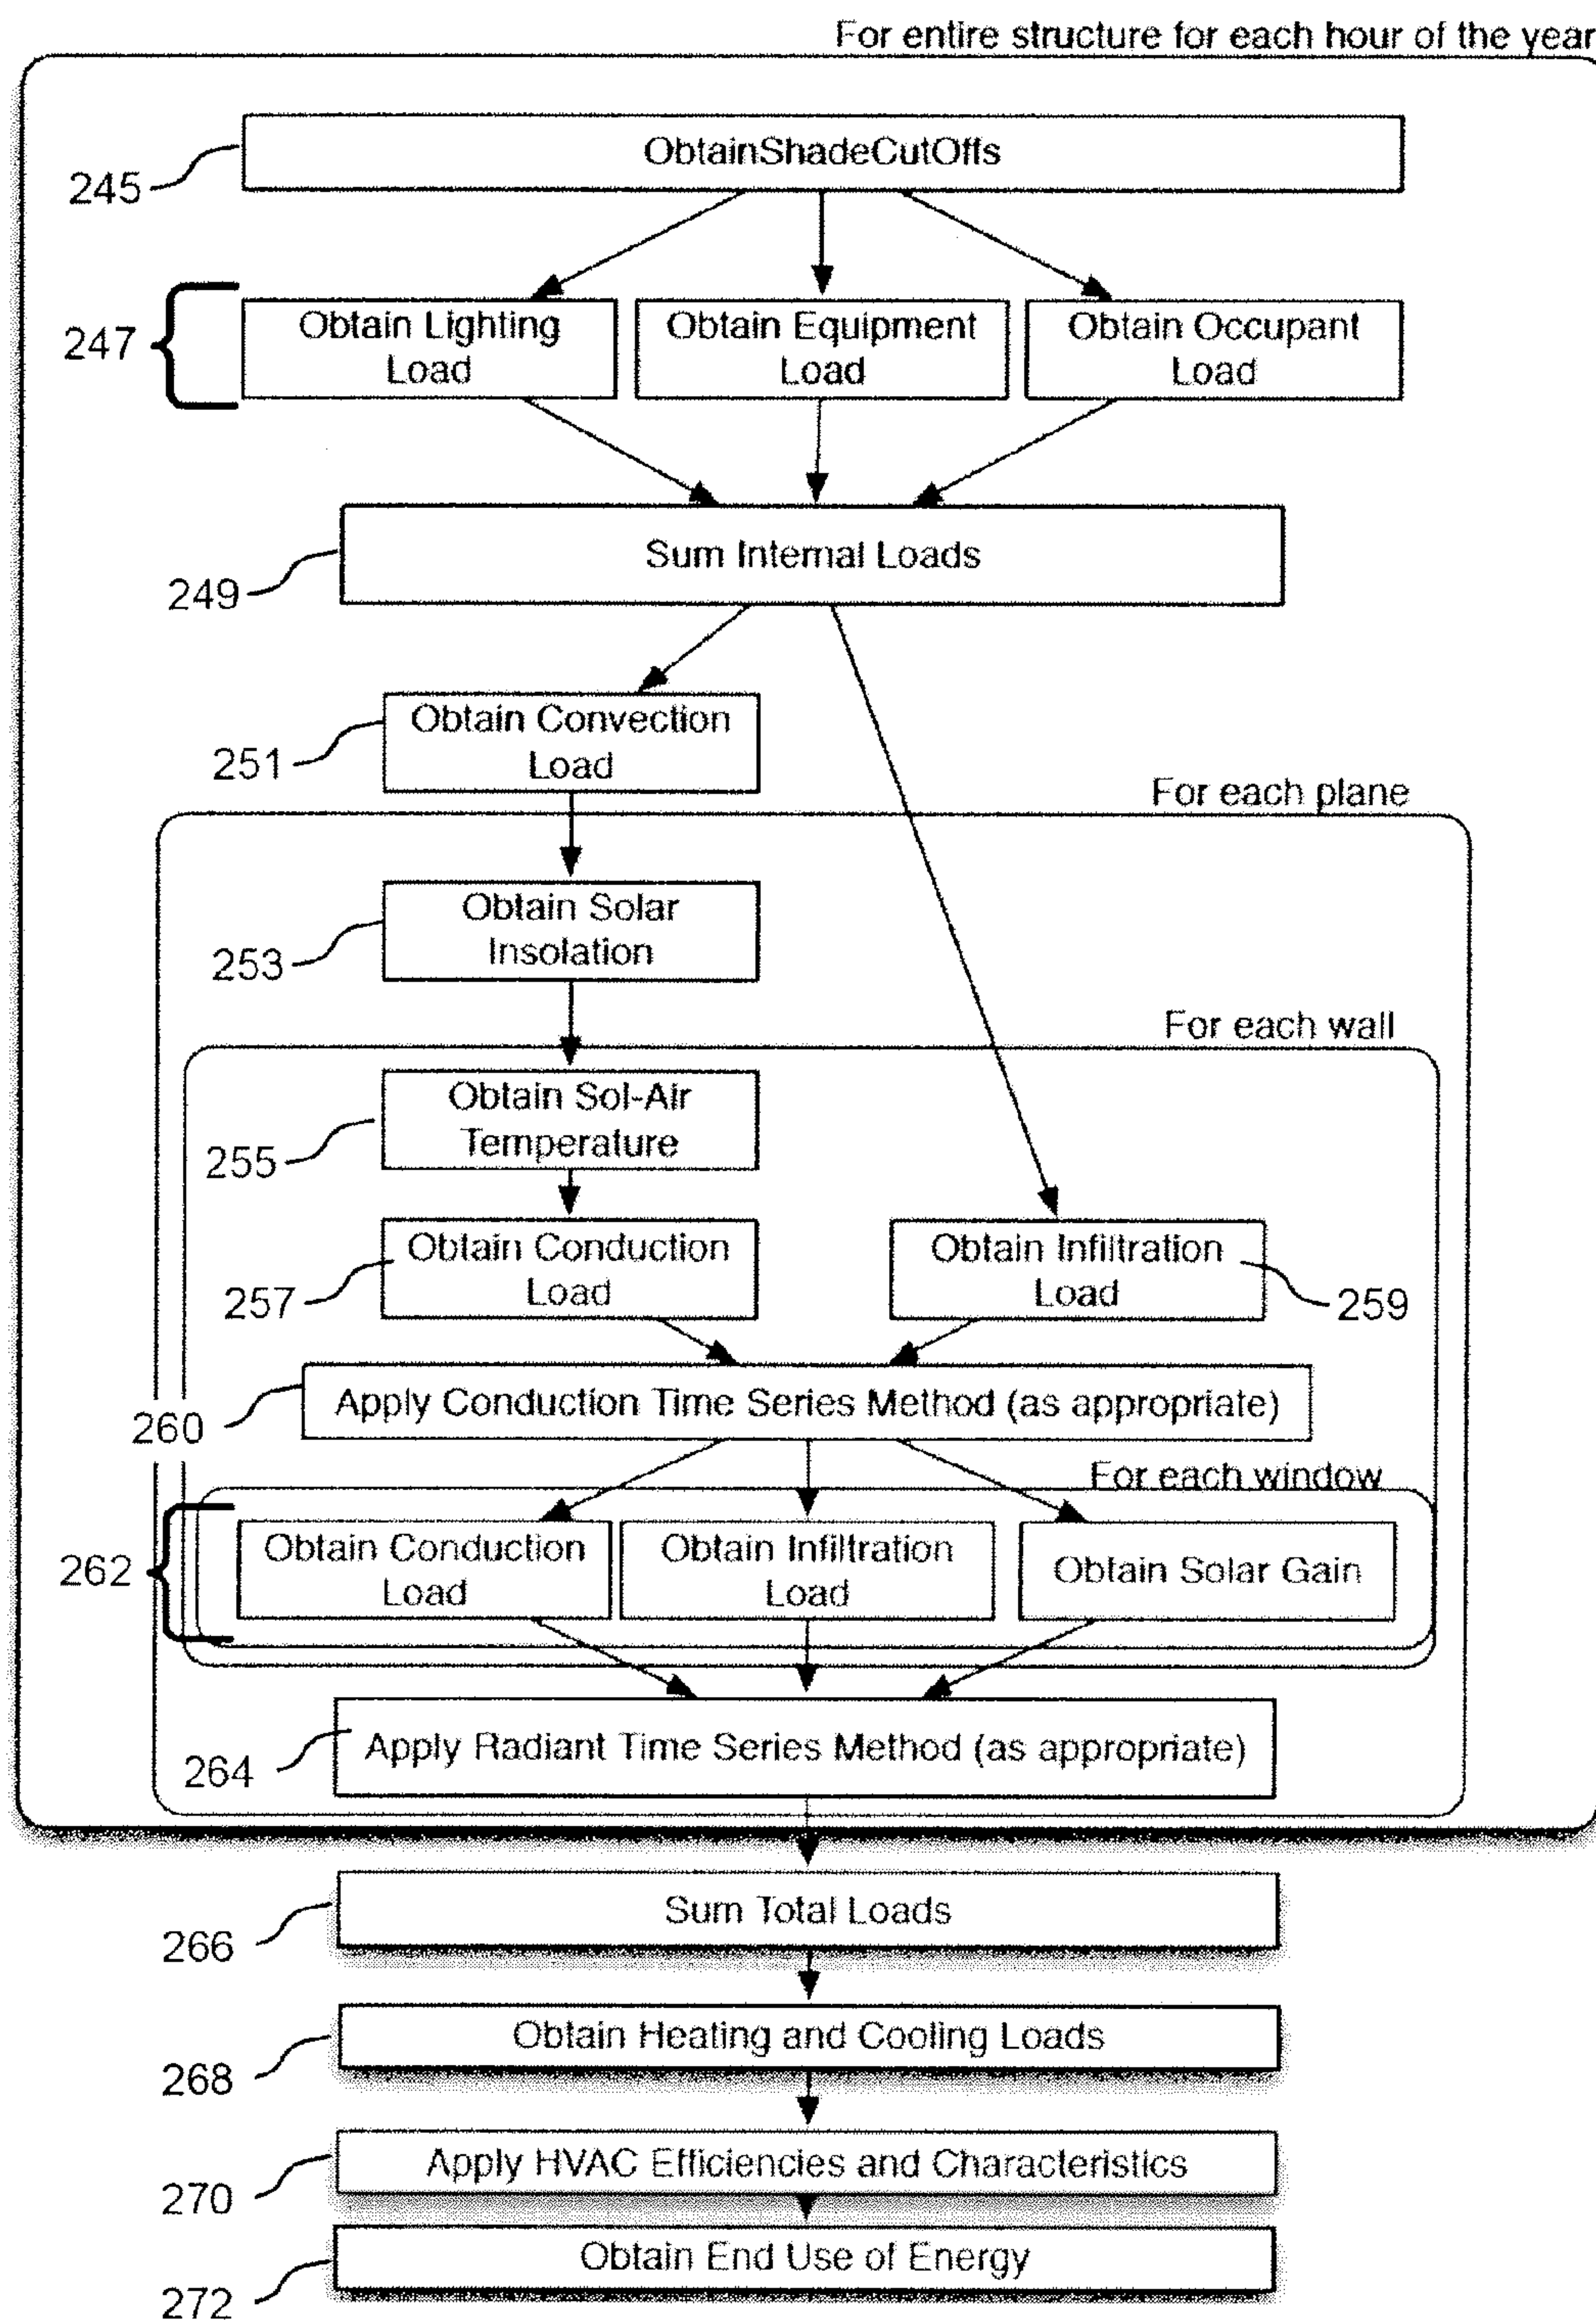 For entire structure for each hour of the year
ObtainShadeCutOffs
245
247
Obtain Lighting
Load
Obtain Equipment
Load
Obtain Occupant
Load
Sum Internal Loads
249
Obtain Convection
Load
251
For each plane
Obtain Solar
Insolation
253
For each wall
Obtain Sol-Air
Temperature
255
Obtain Conduction
Load
257
Obtain Infiltration
Load
259
Apply Conduction Time Series Method (as appropriate)
260
For each window
262
Obtain Conduction
Load
Obtain Infiltration
Load
Obtain Solar Gain
Apply Radiant Time Series Method (as appropriate)
264
Sum Total Loads
266
Obtain Heating and Cooling Loads
268
Apply HVAC Efficiencies and Characteristics
270
Obtain End Use of Energy
272